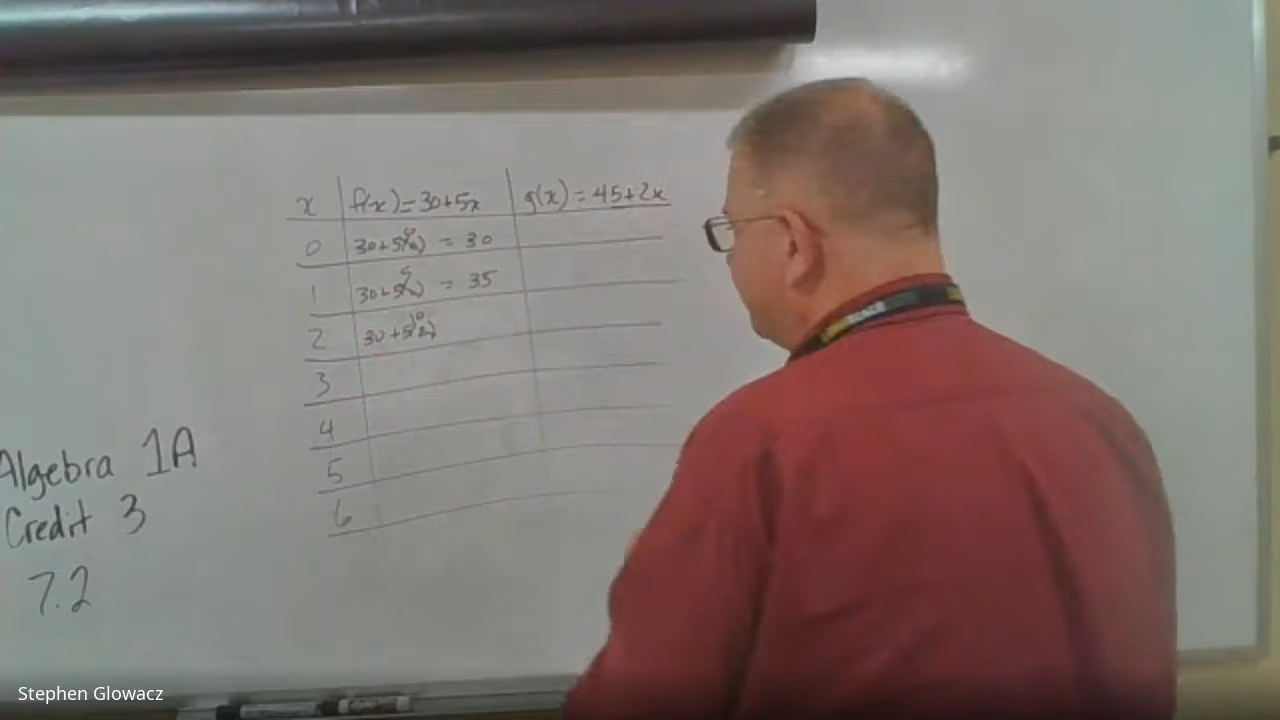 x f(x)=30+5x g(x)=45+2x
0 30+5(0) = 30
1 30+5(1) = 35
2 30+5(2)
3
4
5
6
Algebra 1A
Credit 3
7.2
Stephen Glowacz